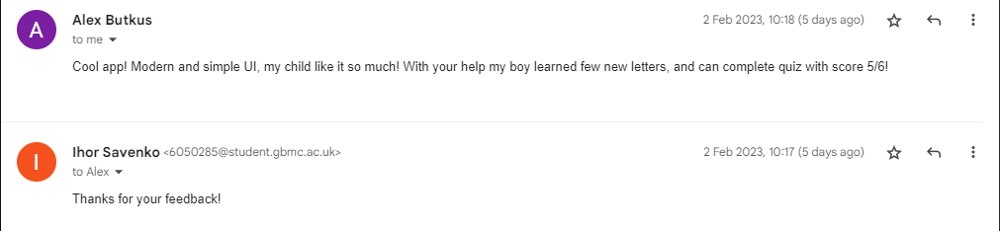 A
Alex Butkus
2 Feb 2023, 10:18 (5 days ago)
to me
Cool app! Modern and simple UI, my child like it so much! With your help my boy learned few new letters, and can complete quiz with score 5/6!
I
Ihor Savenko <6050285@student.gbmc.ac.uk>
2 Feb 2023, 10:17 (5 days ago)
to Alex
Thanks for your feedback!